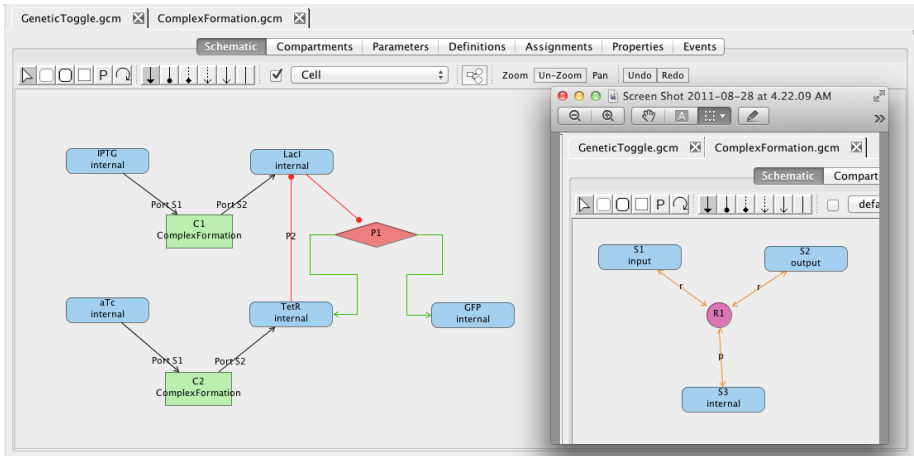 GeneticToggle.gcm ComplexFormation.gcm
Schematic Compartments Parameters Definitions Assignments Properties Events
P Cell Zoom Un-Zoom Pan Undo Redo
IPTG
internal
LacI
internal
Port S1 Port S2
C1
ComplexFormation
P2
P1
aTc
internal
TetR
internal
GFP
internal
Port S1 Port S2
C2
ComplexFormation
Screen Shot 2011-08-28 at 4.22.09 AM
A
GeneticToggle.gcm ComplexFormation.gcm
Schematic Compart
P defa
S1
input
S2
output
r r
R1
p
S3
internal